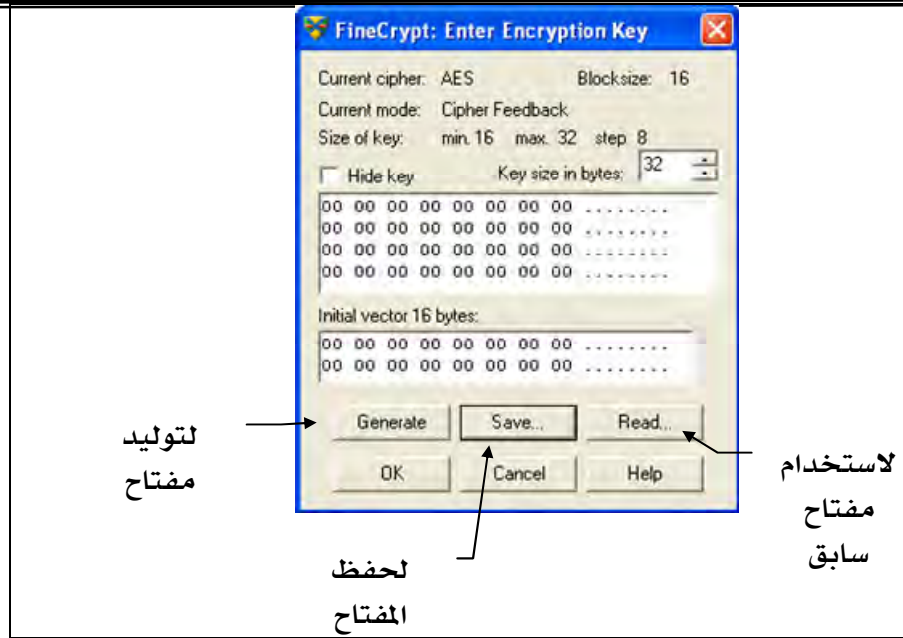 FineCrypt: Enter Encryption Key
Current cipher: AES Blocksize: 16
Current mode: Cipher Feedback
Size of key: min. 16 max. 32 step 8
Hide key Key size in bytes: 32
00 00 00 00 00 00 00 00 ........
00 00 00 00 00 00 00 00 ........
00 00 00 00 00 00 00 00 ........
00 00 00 00 00 00 00 00 ........
Initial vector 16 bytes:
00 00 00 00 00 00 00 00 ........
00 00 00 00 00 00 00 00 ........
Generate Save... Read...
OK Cancel Help
لتوليد
مفتاح
لحفظ
المفتاح
لاستخدام
مفتاح
سابق